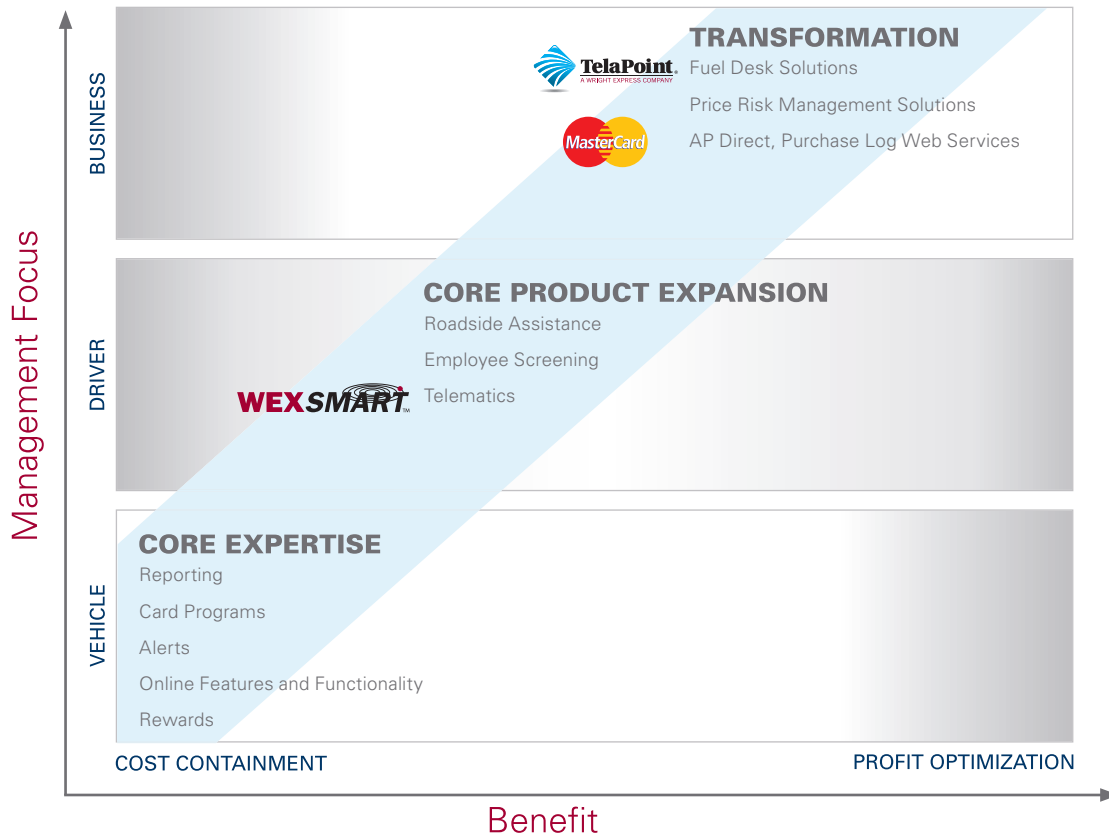 Management Focus
BUSINESS
TelaPoint.
A WRIGHT EXPRESS COMPANY
MasterCard
TRANSFORMATION
Fuel Desk Solutions
Price Risk Management Solutions
AP Direct, Purchase Log Web Services
DRIVER
WEXSMART™
CORE PRODUCT EXPANSION
Roadside Assistance
Employee Screening
Telematics
VEHICLE
CORE EXPERTISE
Reporting
Card Programs
Alerts
Online Features and Functionality
Rewards
COST CONTAINMENT
PROFIT OPTIMIZATION
Benefit